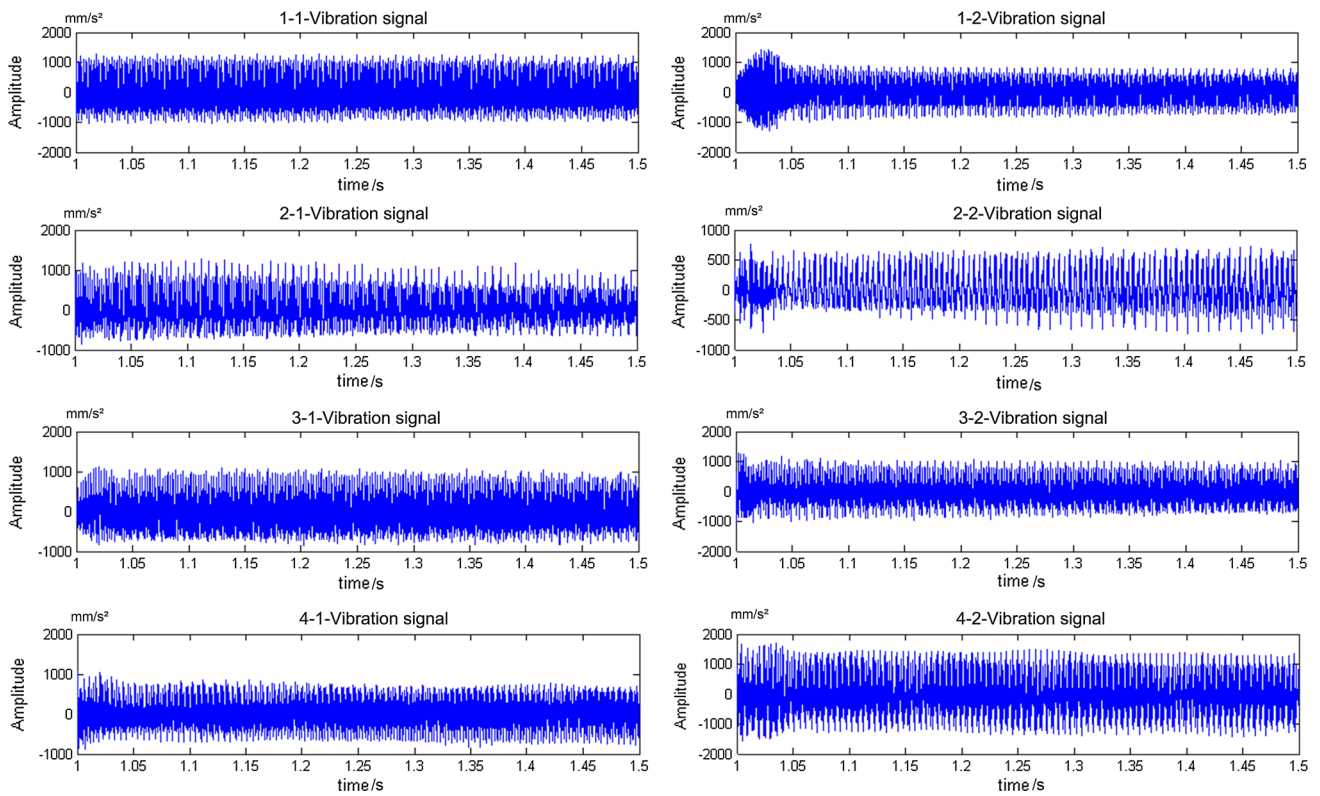 mm/s²
1-1-Vibration signal
2000
1000
0
-1000
-2000
Amplitude
1 1.05 1.1 1.15 1.2 1.25 1.3 1.35 1.4 1.45 1.5
time/s
mm/s²
1-2-Vibration signal
2000
1000
0
-1000
-2000
Amplitude
1 1.05 1.1 1.15 1.2 1.25 1.3 1.35 1.4 1.45 1.5
time/s
mm/s²
2-1-Vibration signal
2000
1000
0
-1000
Amplitude
1 1.05 1.1 1.15 1.2 1.25 1.3 1.35 1.4 1.45 1.5
time/s
mm/s²
2-2-Vibration signal
1000
500
0
-500
-1000
Amplitude
1 1.05 1.1 1.15 1.2 1.25 1.3 1.35 1.4 1.45 1.5
time/s
mm/s²
3-1-Vibration signal
2000
1000
0
-1000
Amplitude
1 1.05 1.1 1.15 1.2 1.25 1.3 1.35 1.4 1.45 1.5
time/s
mm/s²
3-2-Vibration signal
2000
1000
0
-1000
-2000
Amplitude
1 1.05 1.1 1.15 1.2 1.25 1.3 1.35 1.4 1.45 1.5
time/s
mm/s²
4-1-Vibration signal
2000
1000
0
-1000
Amplitude
1 1.05 1.1 1.15 1.2 1.25 1.3 1.35 1.4 1.45 1.5
time/s
mm/s²
4-2-Vibration signal
2000
1000
0
-1000
-2000
Amplitude
1 1.05 1.1 1.15 1.2 1.25 1.3 1.35 1.4 1.45 1.5
time/s